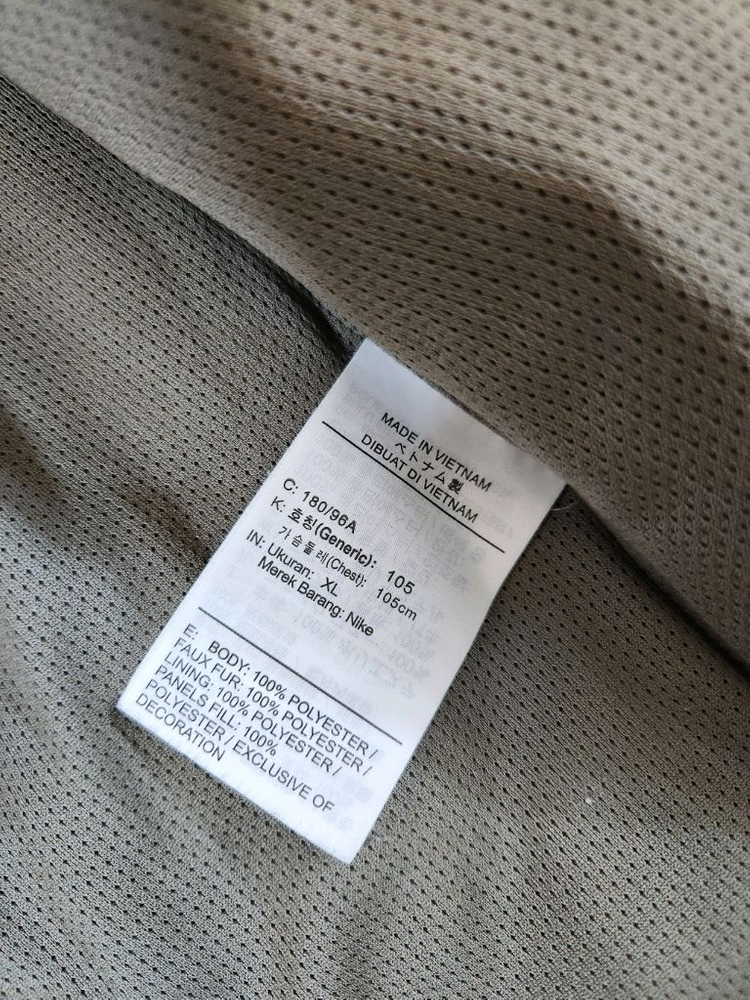 MADE IN VIETNAM
ベトナム製
DIBUAT DI VIETNAM
C: 180/96A
K: 호칭(Generic): 105
가슴둘레(Chest): 105cm
IN: Ukuran: XL
Merek Barang: Nike
E: BODY: 100% POLYESTER /
FAUX FUR: 100% POLYESTER /
LINING: 100% POLYESTER /
PANELS FILL: 100%
POLYESTER / EXCLUSIVE OF
DECORATION